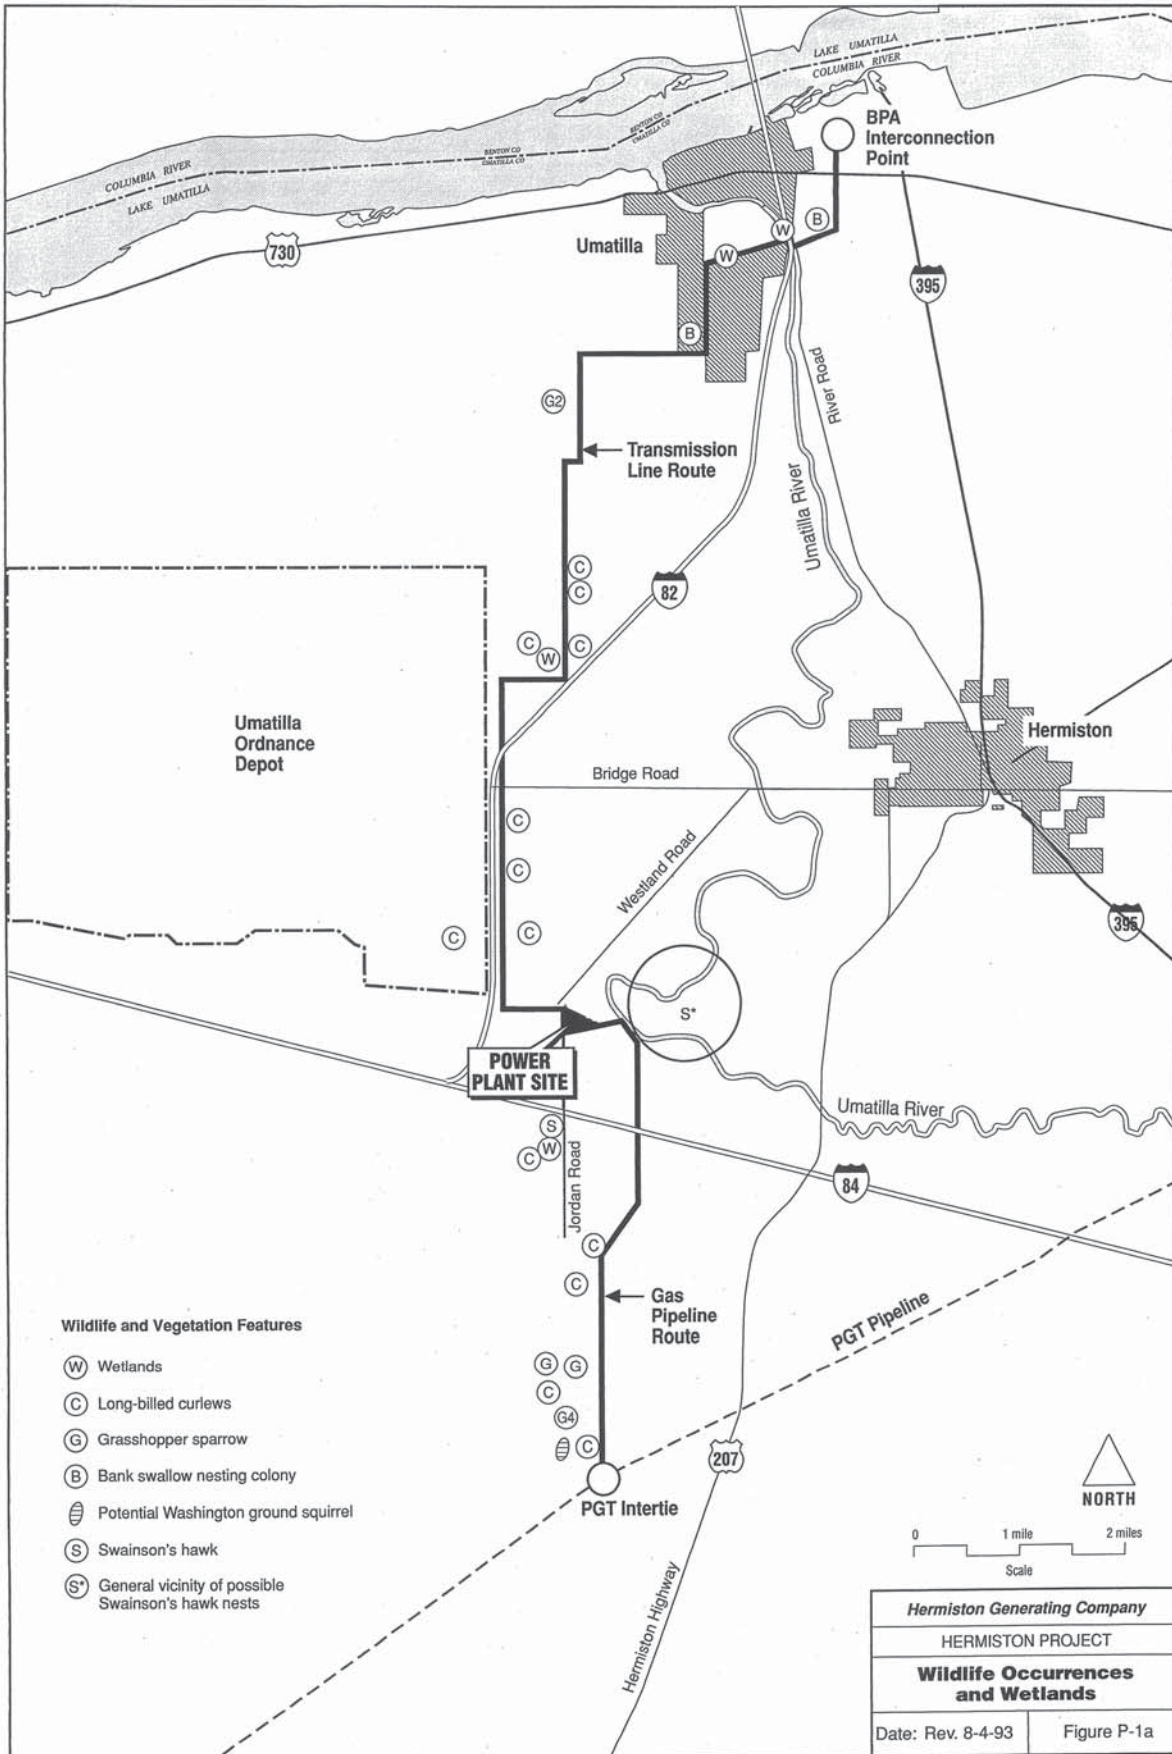 LAKE UMATILLA
COLUMBIA RIVER
BPA
Interconnection
Point
BENTON CO
UMATILLA CO
BENTON CO
UMATILLA CO
COLUMBIA RIVER
LAKE UMATILLA
B
W
Umatilla
730
W
395
B
River Road
G2
Transmission
Line Route
Umatilla River
C
C
82
C
C
W
Umatilla
Ordnance
Depot
Hermiston
Bridge Road
C
C
Westland Road
C
C
395
S*
POWER
PLANT SITE
Umatilla River
S
W
C
Jordan Road
84
C
C
Gas
Pipeline
Route
PGT Pipeline
G
G
C
G4
C
207
PGT Intertie
Hermiston Highway
Wildlife and Vegetation Features
W Wetlands
C Long-billed curlews
G Grasshopper sparrow
B Bank swallow nesting colony
Potential Washington ground squirrel
S Swainson's hawk
S* General vicinity of possible
Swainson's hawk nests
NORTH
0 1 mile 2 miles
Scale
Hermiston Generating Company
HERMISTON PROJECT
Wildlife Occurrences
and Wetlands
Date: Rev. 8-4-93 Figure P-1a